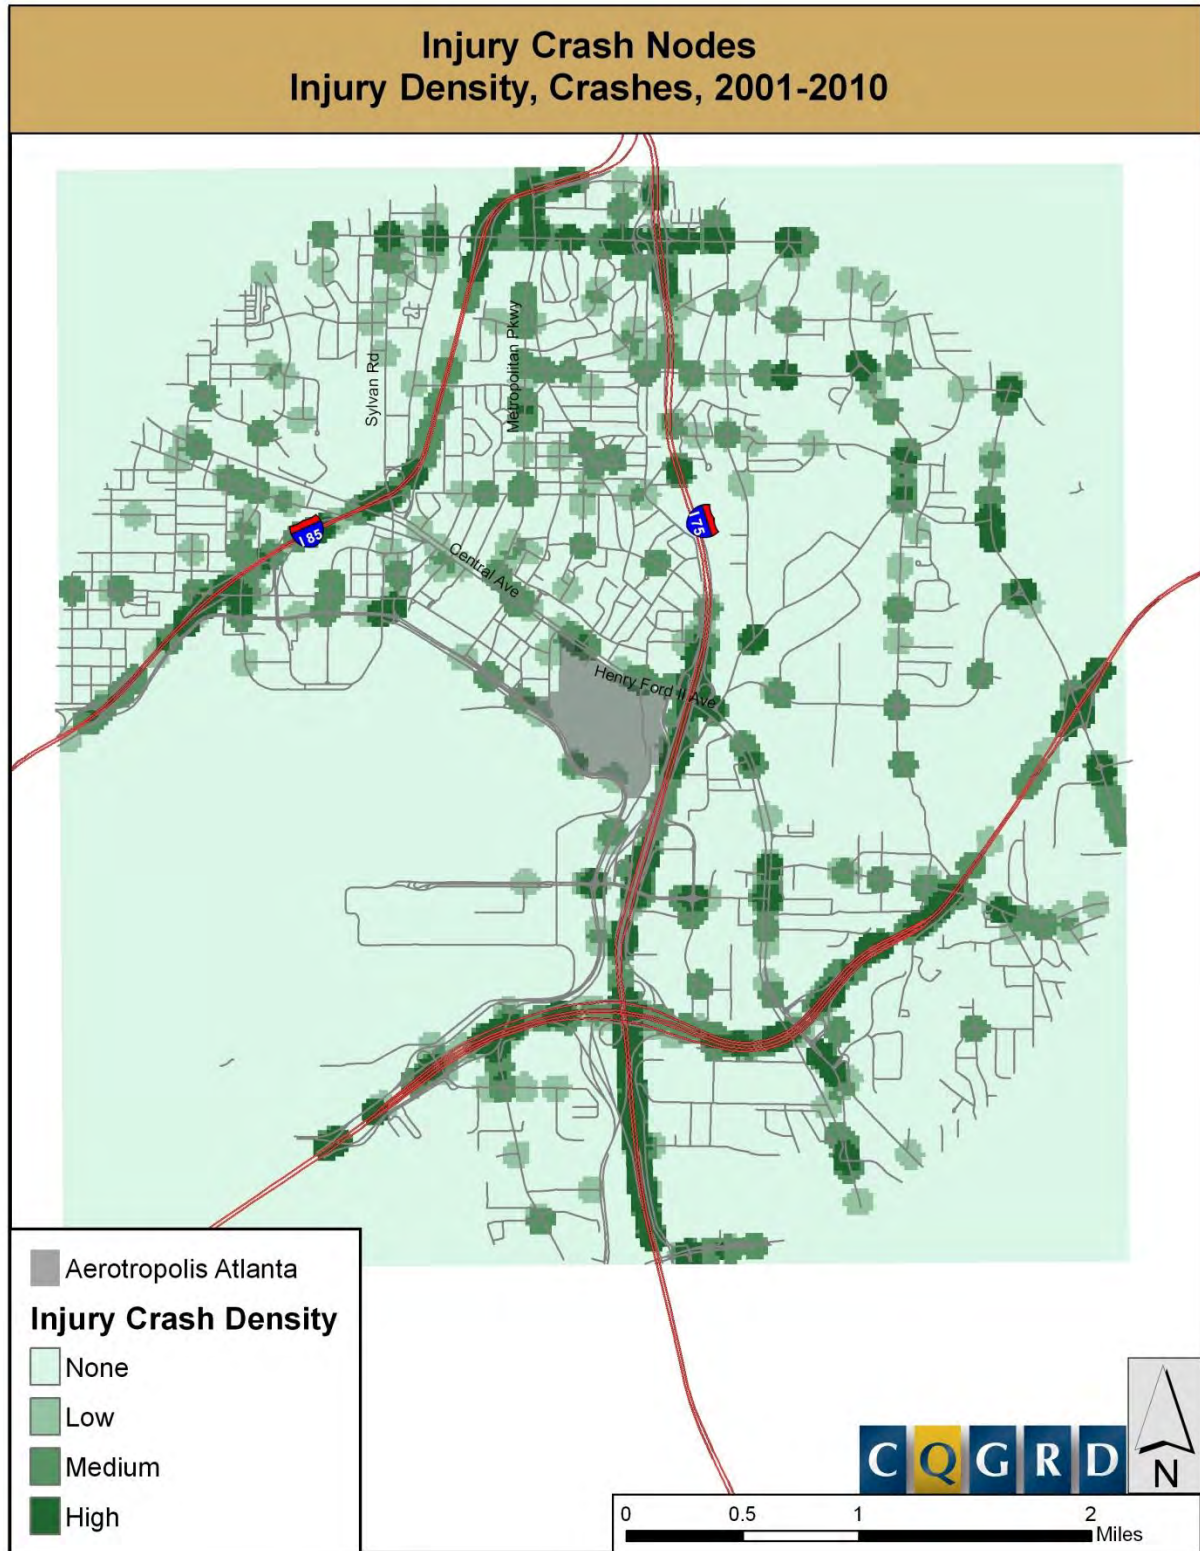 Injury Crash Nodes
Injury Density, Crashes, 2001-2010
Sylvan Rd
Metropolitan Pkwy
I 85
I 75
Central Ave
Henry Ford II Ave
Aerotropolis Atlanta
Injury Crash Density
None
Low
Medium
High
CQGRD
N
0 0.5 1 2
Miles